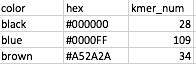 color hex kmer_num
black #000000 28
blue #0000FF 109
brown #A52A2A 34